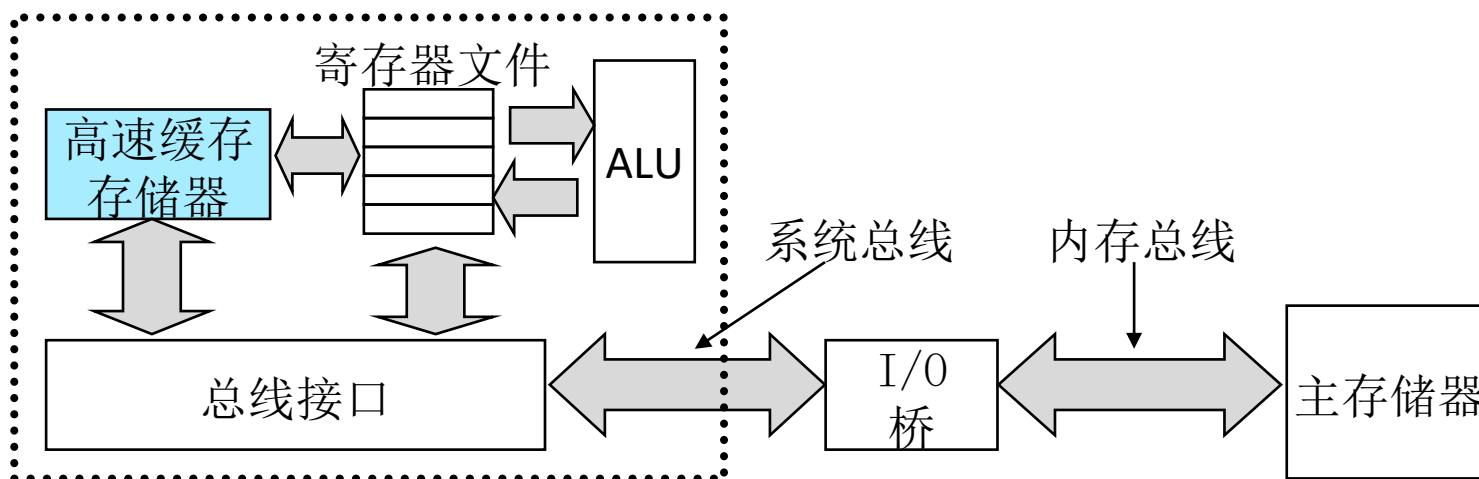 寄存器文件
高速缓存
存储器
ALU
系统总线
内存总线
总线接口
I/O
桥
主存储器